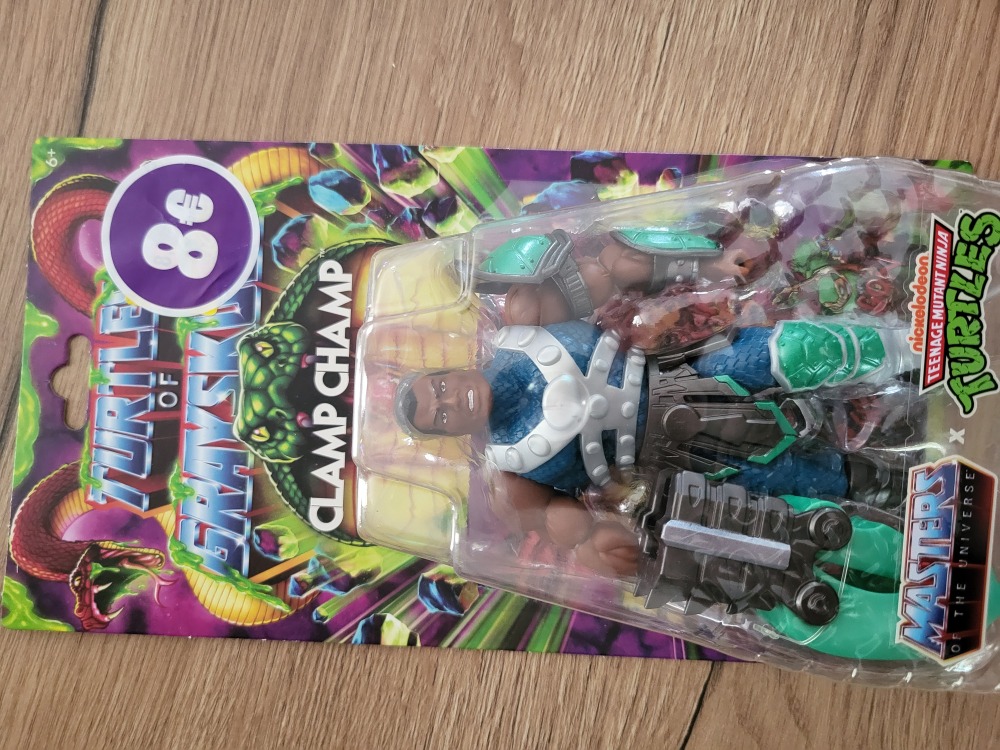 6+
8€
TURTLES
OF
GRAYSKULL
CLAMP CHAMP
nickelodeon
TEENAGE MUTANT NINJA
TURTLES
X
MASTERS
OF THE UNIVERSE